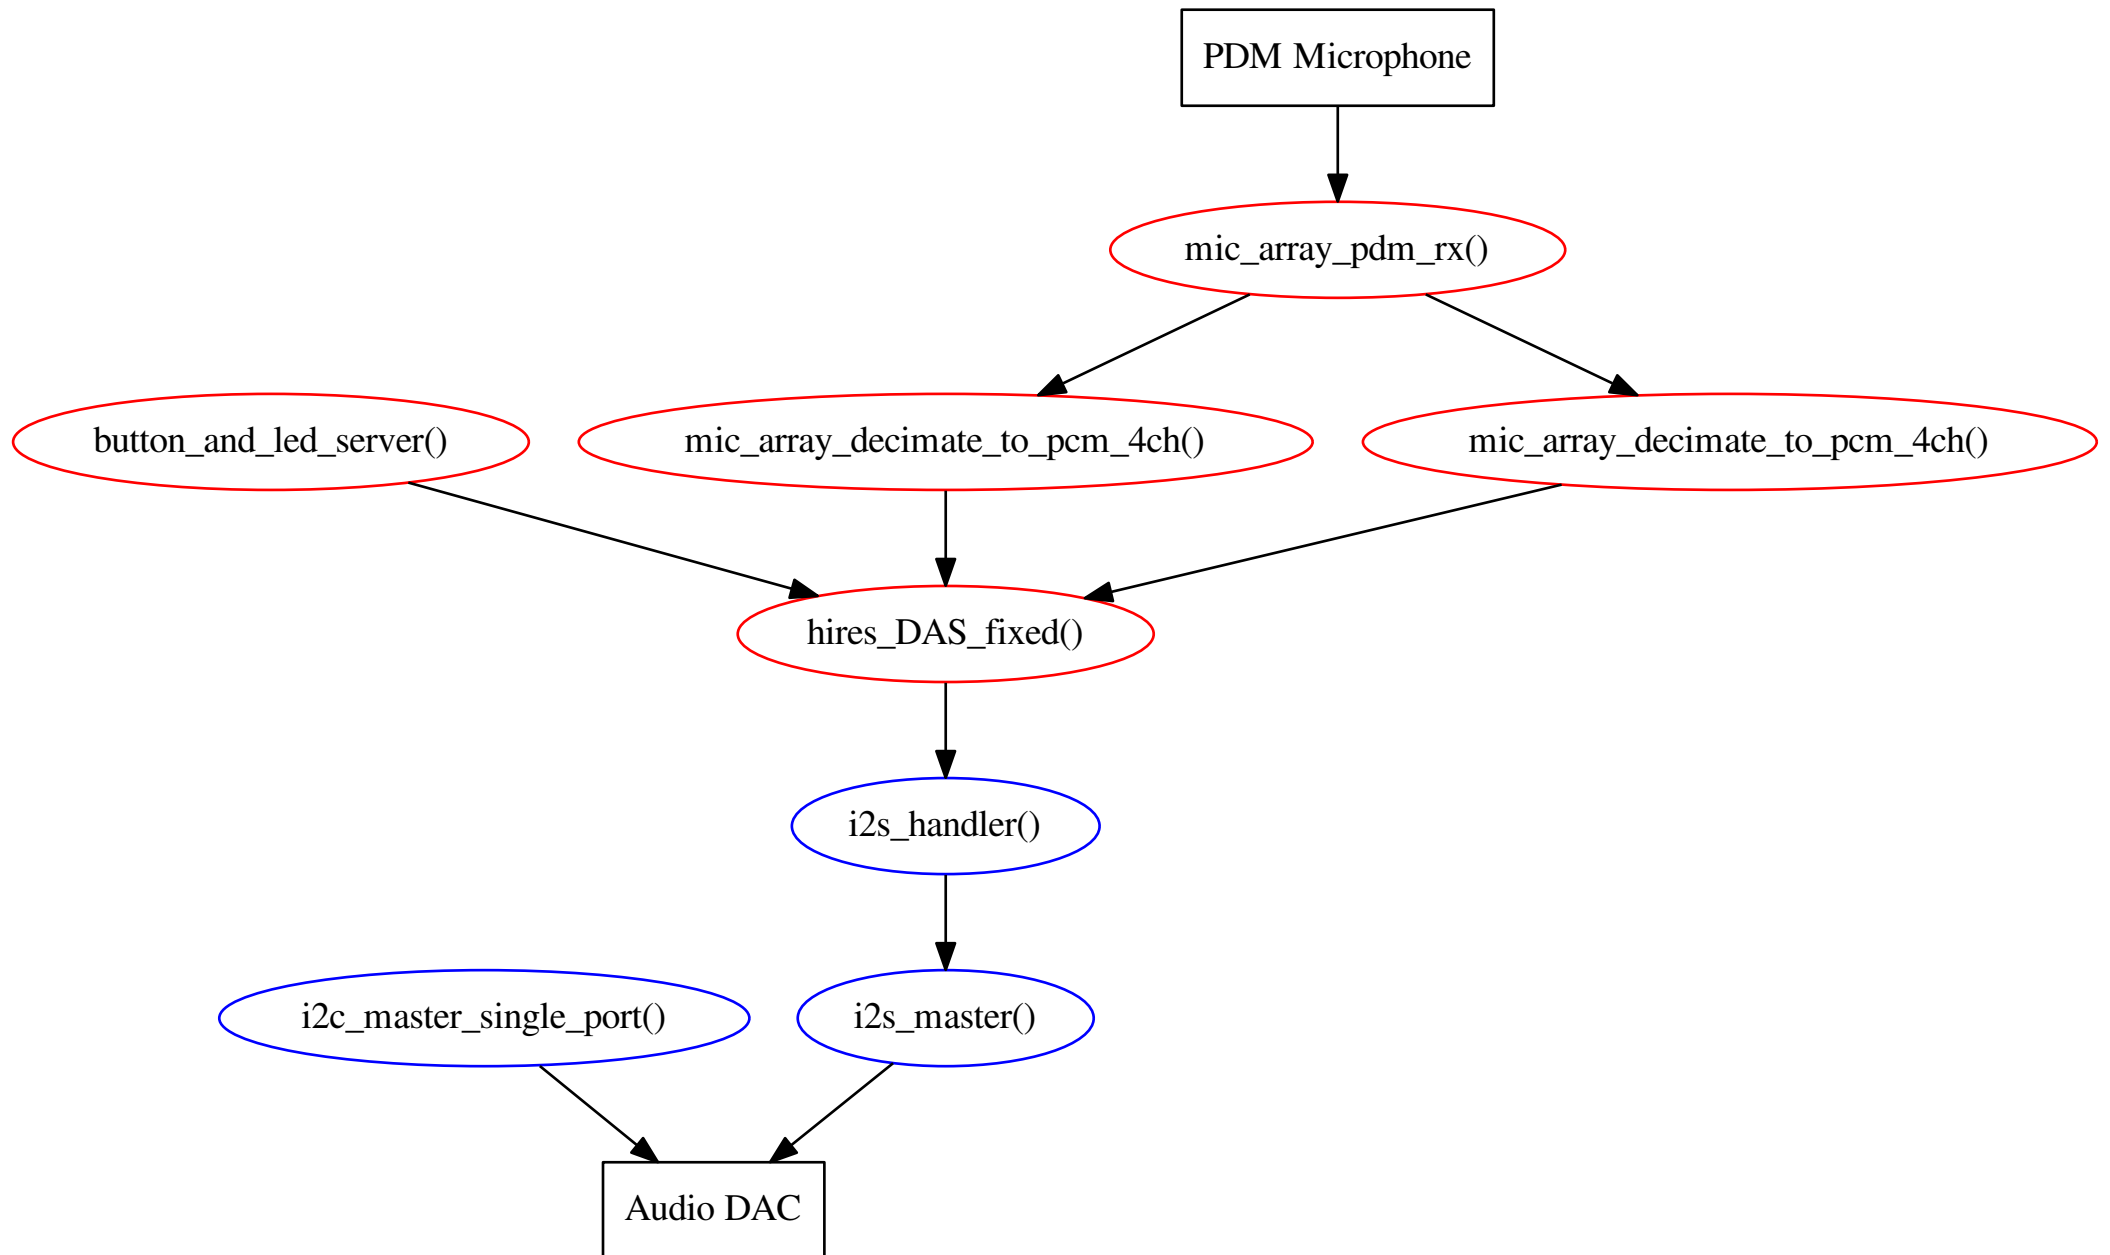 PDM Microphone
mic_array_pdm_rx()
button_and_led_server()
mic_array_decimate_to_pcm_4ch()
mic_array_decimate_to_pcm_4ch()
hires_DAS_fixed()
i2s_handler()
i2c_master_single_port()
i2s_master()
Audio DAC